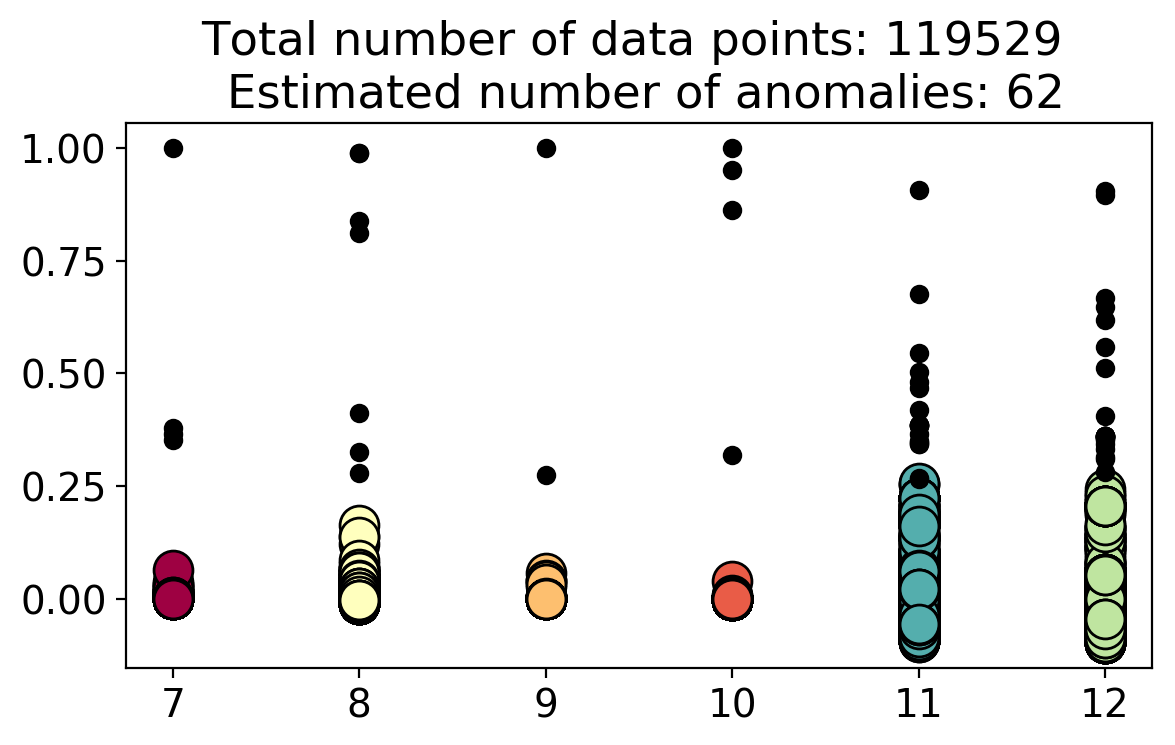 Total number of data points: 119529
Estimated number of anomalies: 62
1.00
0.75
0.50
0.25
0.00
7 8 9 10 11 12